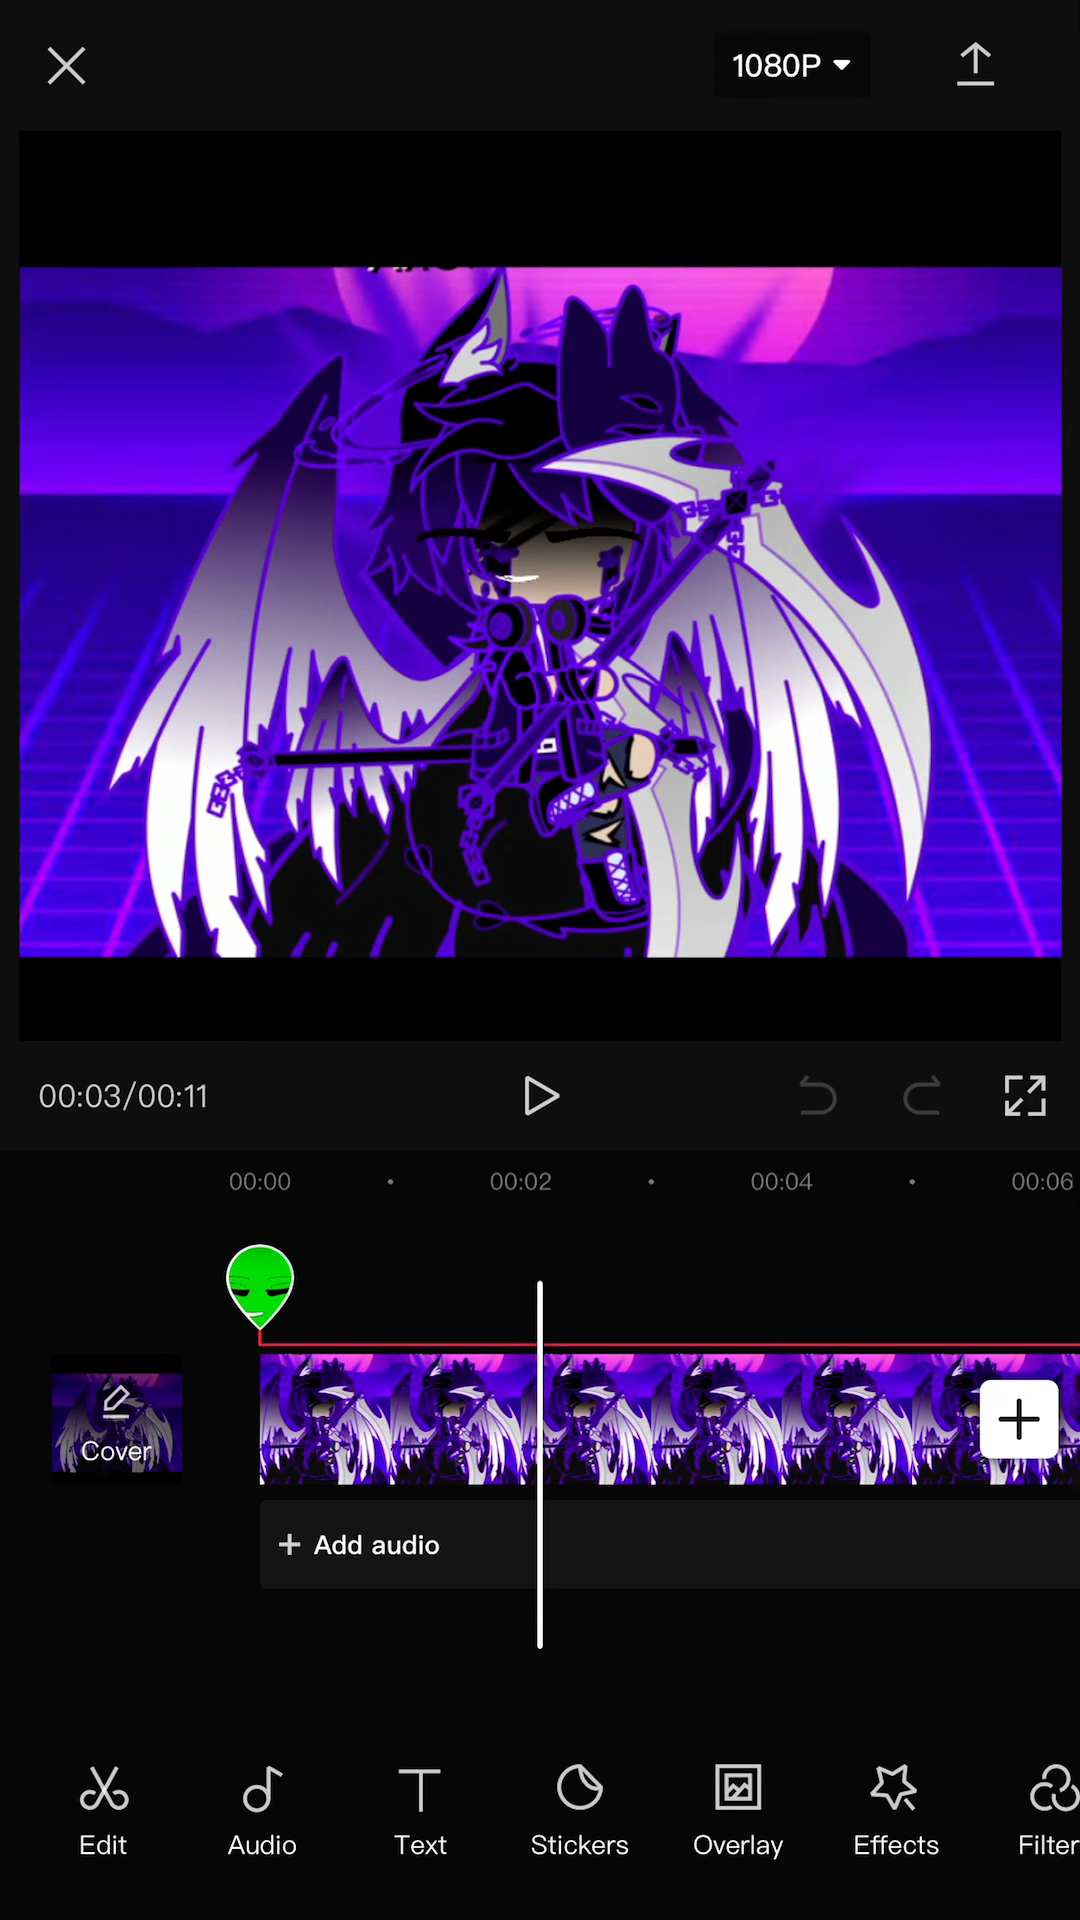 1080P
00:03/00:11
00:00 00:02 00:04 00:06
Cover
+ Add audio
Edit Audio Text Stickers Overlay Effects Filter